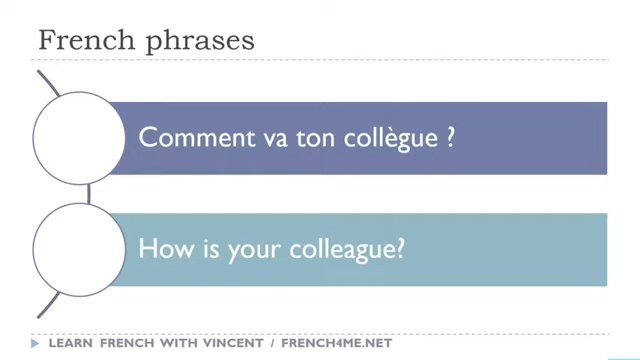 French phrases
Comment va ton collègue ?
How is your colleague?
LEARN FRENCH WITH VINCENT / FRENCH4ME.NET